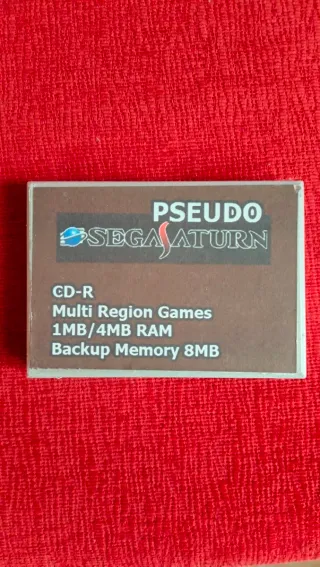 PSEUDO
SEGA SATURN
CD-R
Multi Region Games
1MB/4MB RAM
Backup Memory 8MB